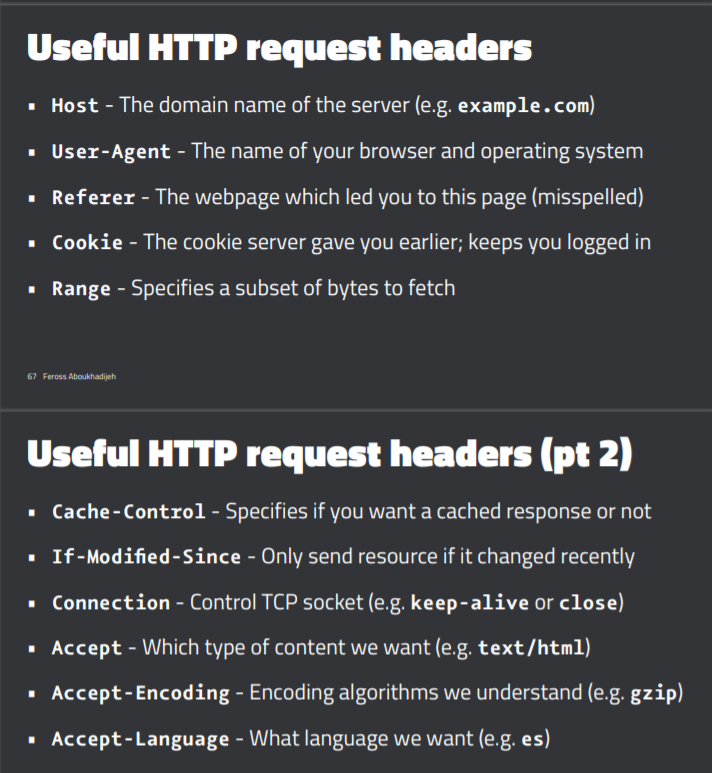 Useful HTTP request headers
▪ Host - The domain name of the server (e.g. example.com)
▪ User-Agent - The name of your browser and operating system
▪ Referer - The webpage which led you to this page (misspelled)
▪ Cookie - The cookie server gave you earlier; keeps you logged in
▪ Range - Specifies a subset of bytes to fetch
67 Feross Aboukhadijeh
Useful HTTP request headers (pt 2)
▪ Cache-Control - Specifies if you want a cached response or not
▪ If-Modified-Since - Only send resource if it changed recently
▪ Connection - Control TCP socket (e.g. keep-alive or close)
▪ Accept - Which type of content we want (e.g. text/html)
▪ Accept-Encoding - Encoding algorithms we understand (e.g. gzip)
▪ Accept-Language - What language we want (e.g. es)